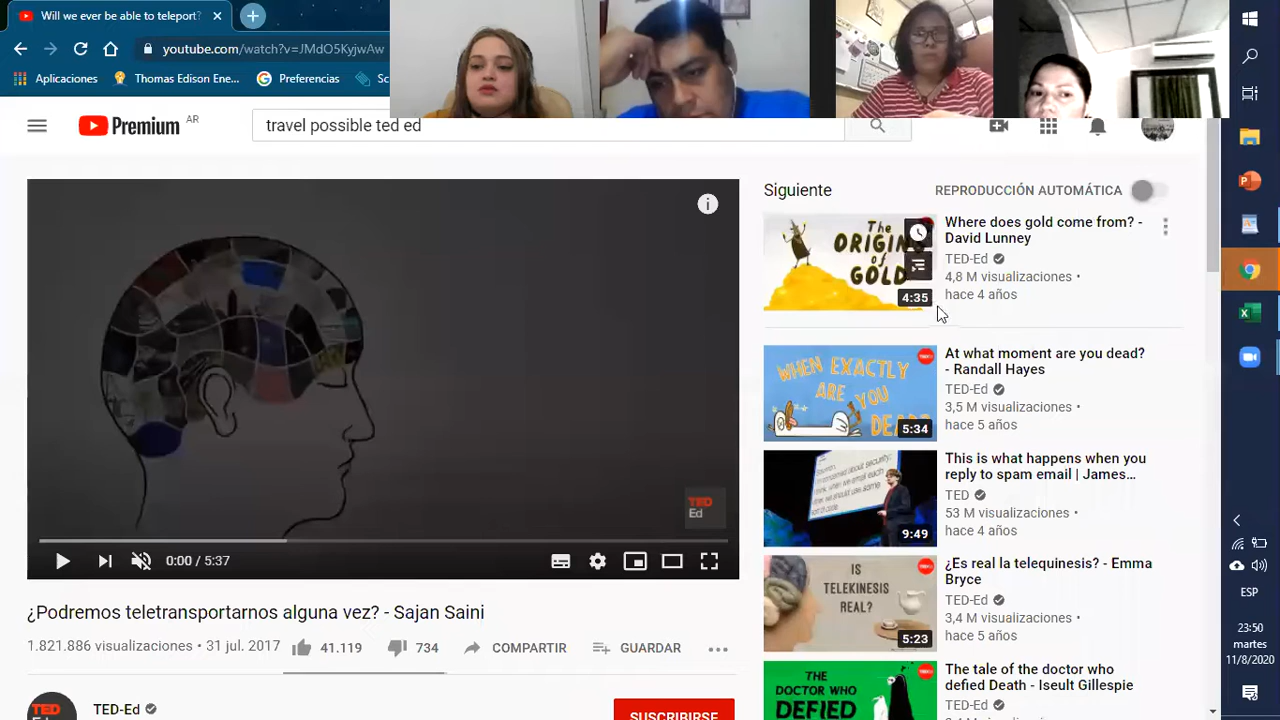 Will we ever be able to teleport?
youtube.com/watch?v=JMdO5KyjwAw
Aplicaciones
Thomas Edison Ene...
Preferencias
Premium AR
travel possible ted ed
Siguiente
REPRODUCCIÓN AUTOMÁTICA
The
ORIGINS
of
GOLD
4:35
Where does gold come from? -
David Lunney
TED-Ed
4,8 M visualizaciones •
hace 4 años
WHEN EXACTLY
ARE YOU
DEAD?
5:34
At what moment are you dead?
- Randall Hayes
TED-Ed
3,5 M visualizaciones •
hace 5 años
9:49
This is what happens when you
reply to spam email | James...
TED
53 M visualizaciones •
hace 4 años
IS
TELEKINESIS
REAL?
5:23
¿Es real la telequinesis? - Emma
Bryce
TED-Ed
3,4 M visualizaciones •
hace 5 años
THE
DOCTOR WHO
DEFIED
The tale of the doctor who
defied Death - Iseult Gillespie
TED-Ed
TED
Ed
0:00 / 5:37
¿Podremos teletransportarnos alguna vez? - Sajan Saini
1.821.886 visualizaciones • 31 jul. 2017
41.119
734
COMPARTIR
GUARDAR
TED
TED-Ed
SUSCRIBIRSE
ESP
23:50
martes
11/8/2020